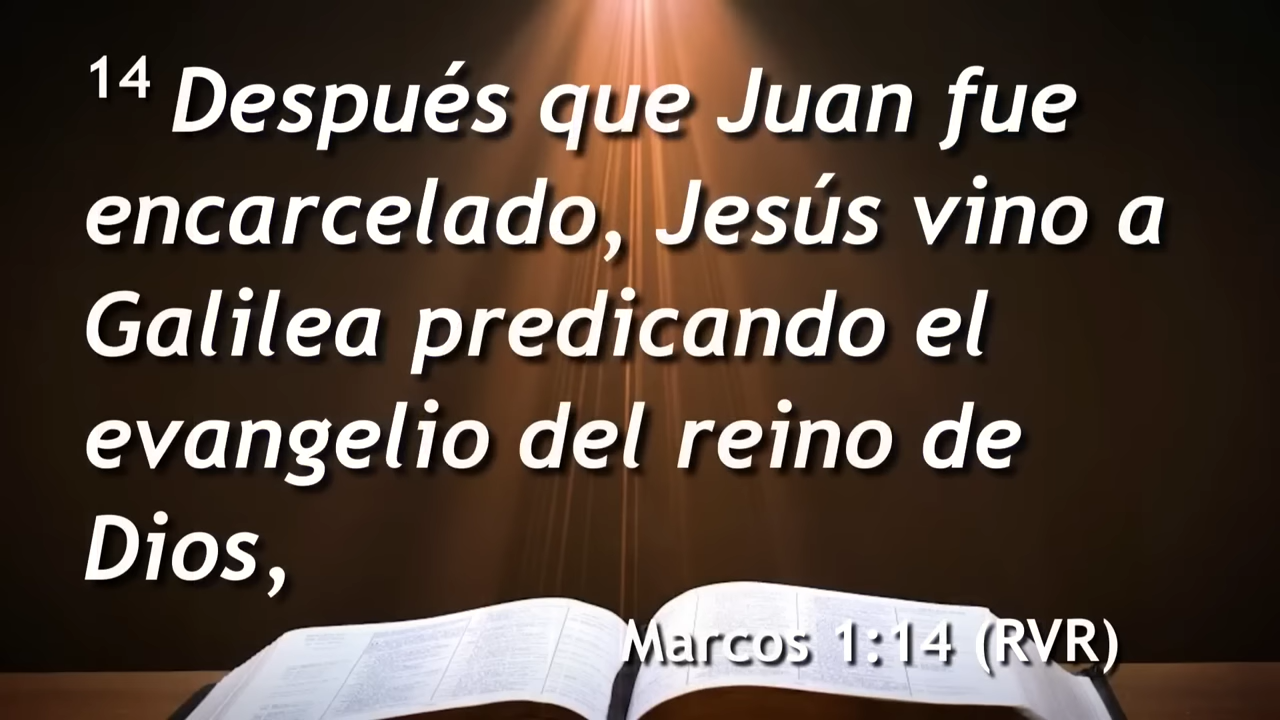 14 Después que Juan fue
encarcelado, Jesús vino a
Galilea predicando el
evangelio del reino de
Dios,
Marcos 1:14 (RVR)